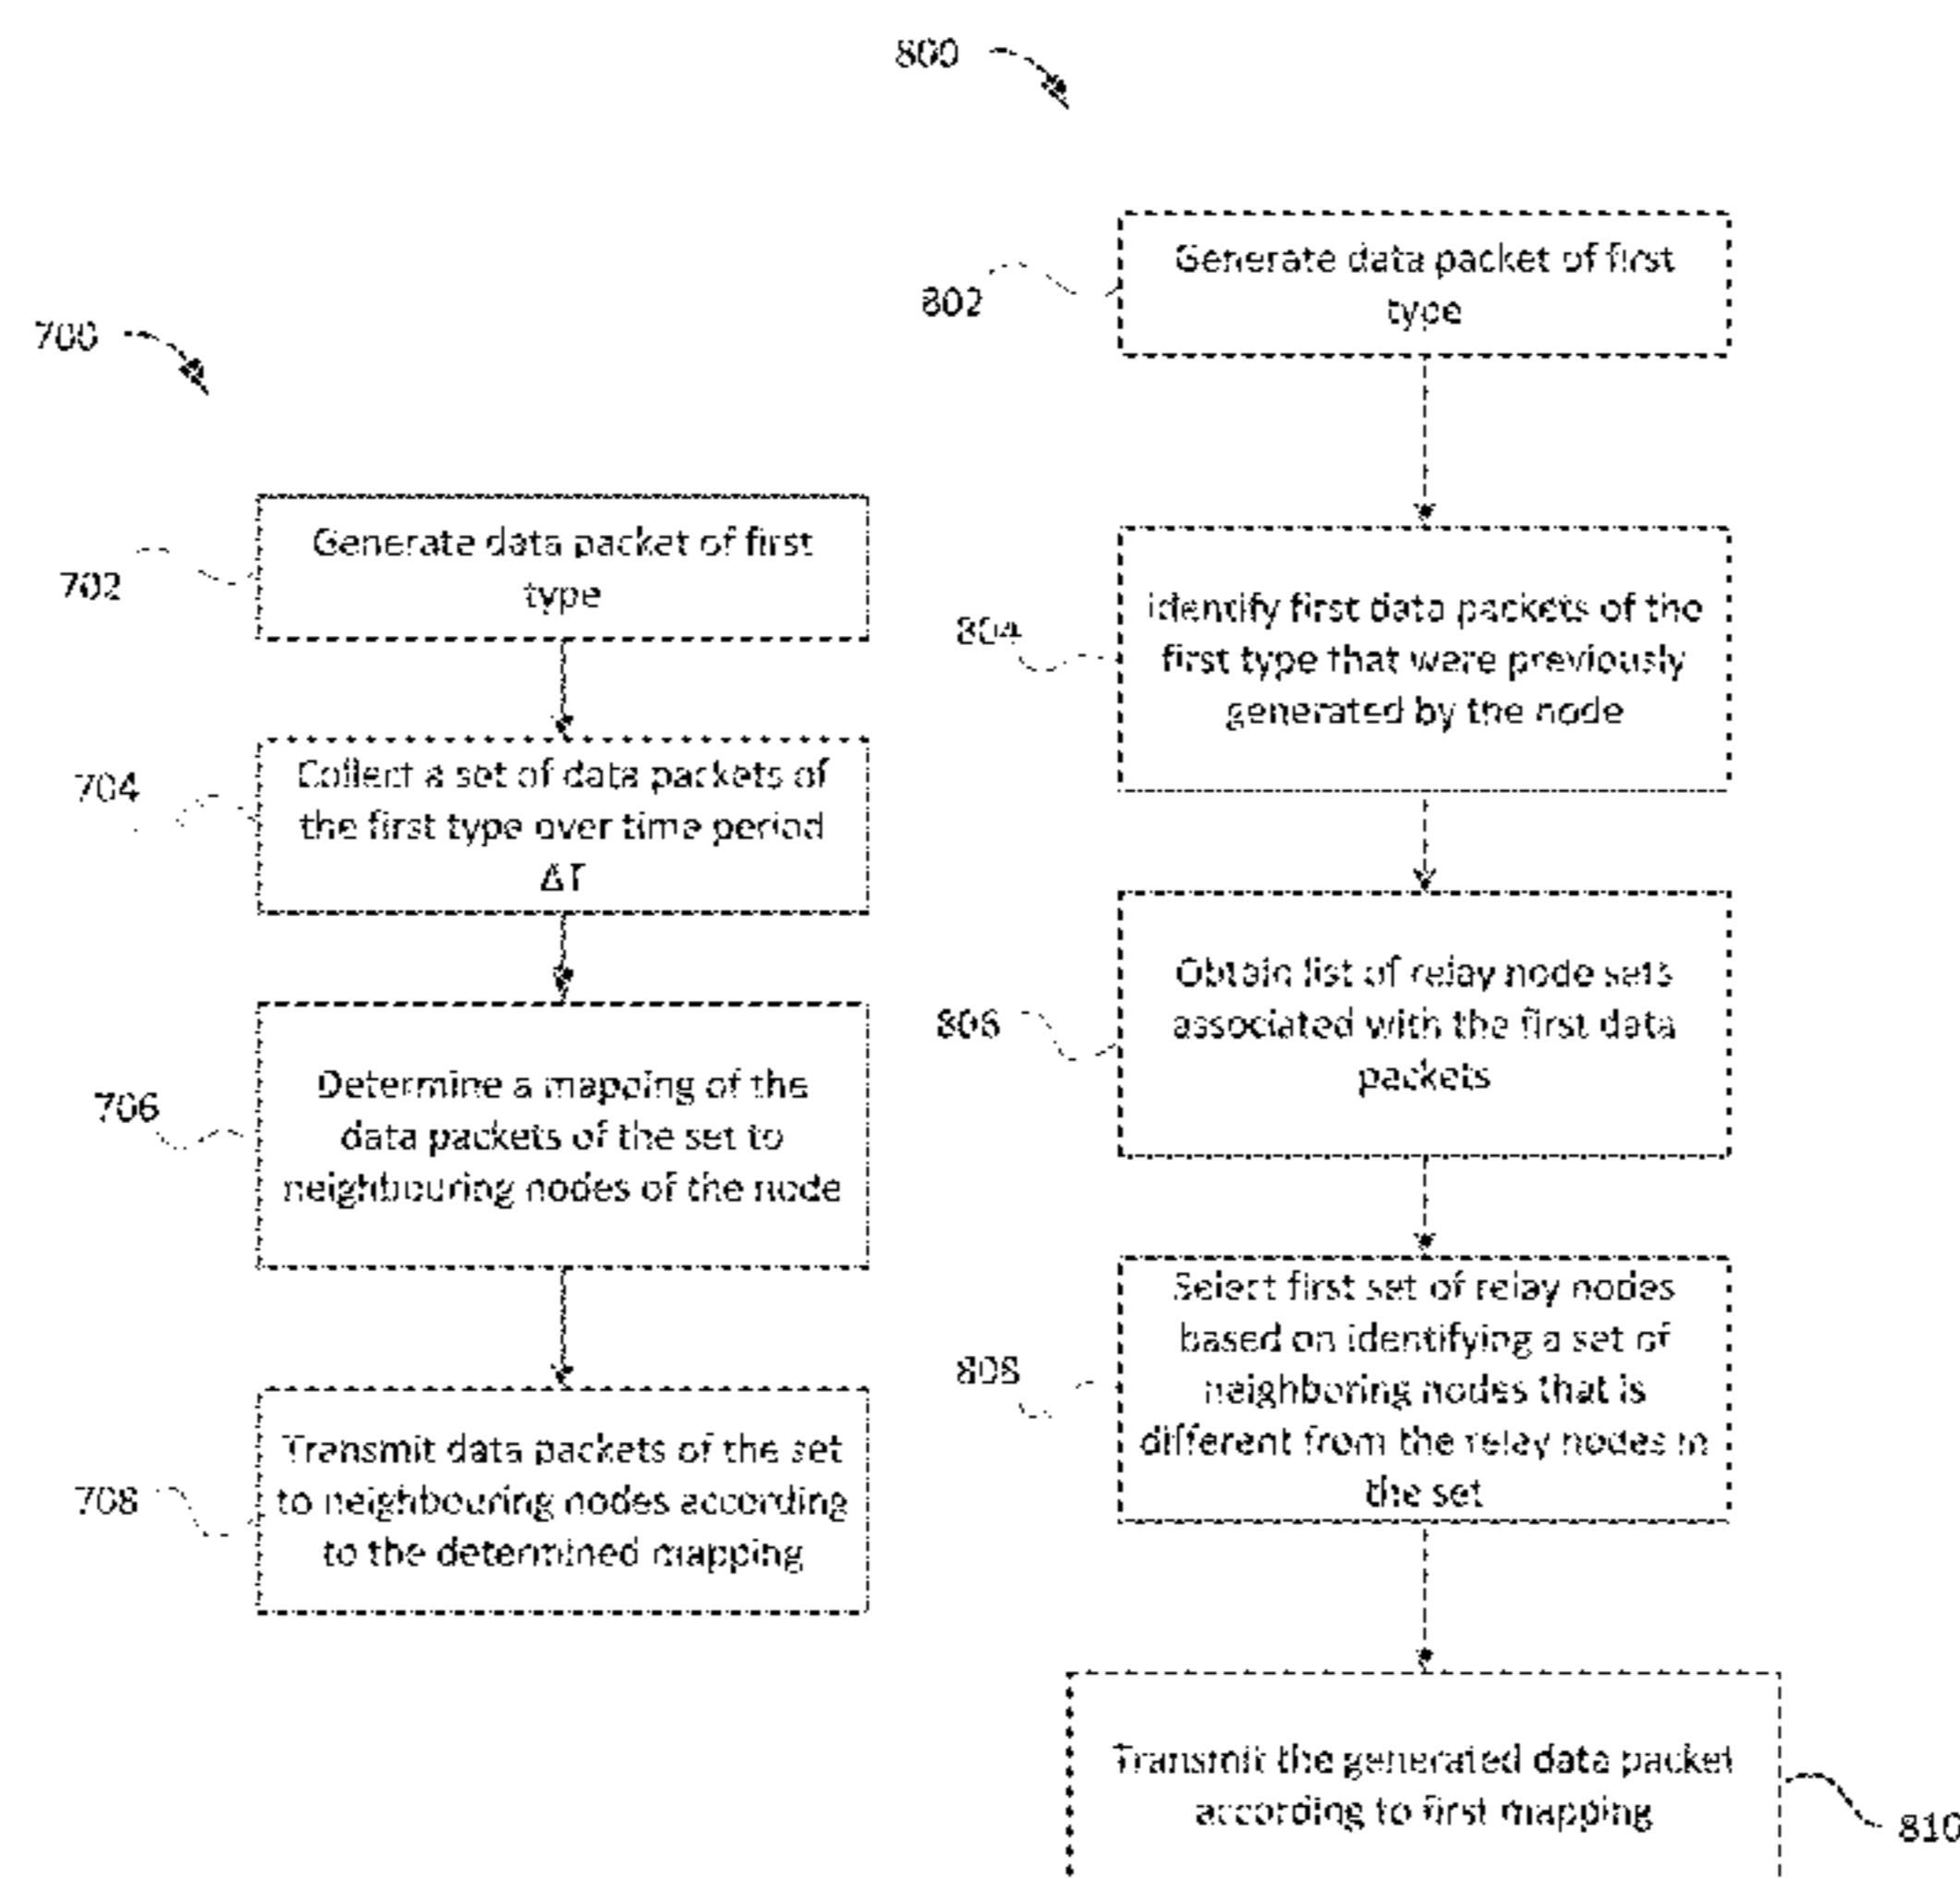 700
702
Generate data packet of first
type
704
Collect a set of data packets of
the first type over time period
ΔT
706
Determine a mapping of the
data packets of the set to
neighbouring nodes of the node
708
Transmit data packets of the set
to neighbouring nodes according
to the determined mapping
800
802
Generate data packet of first
type
804
Identify first data packets of the
first type that were previously
generated by the node
806
Obtain list of relay node sets
associated with the first data
packets
808
Select first set of relay nodes
based on identifying a set of
neighboring nodes that is
different from the relay nodes in
the set
Transmit the generated data packet
according to first mapping
810